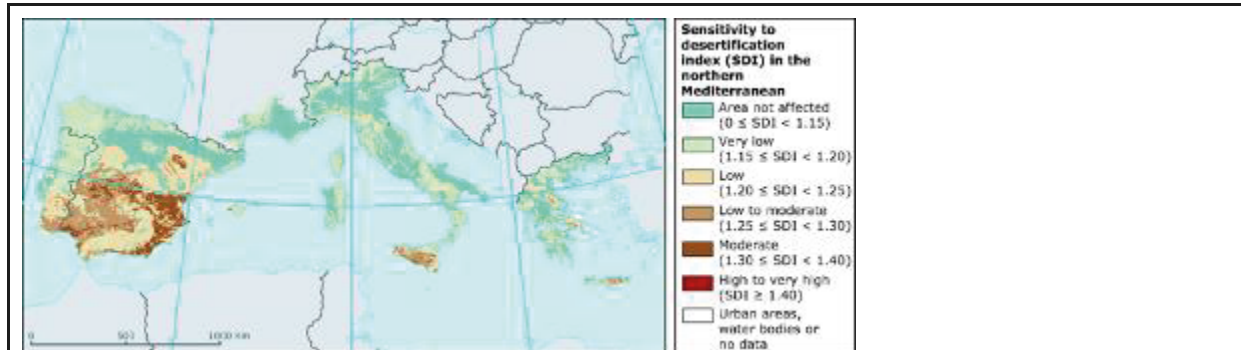 Sensitivity to
desertification
index (SDI) in the
northern
Mediterranean
Area not affected
(0 ≤ SDI < 1.15)
Very low
(1.15 ≤ SDI < 1.20)
Low
(1.20 ≤ SDI < 1.25)
Low to moderate
(1.25 ≤ SDI < 1.30)
Moderate
(1.30 ≤ SDI < 1.40)
High to very high
(SDI ≥ 1.40)
Urban areas,
water bodies or
no data
0 500 1000 Km